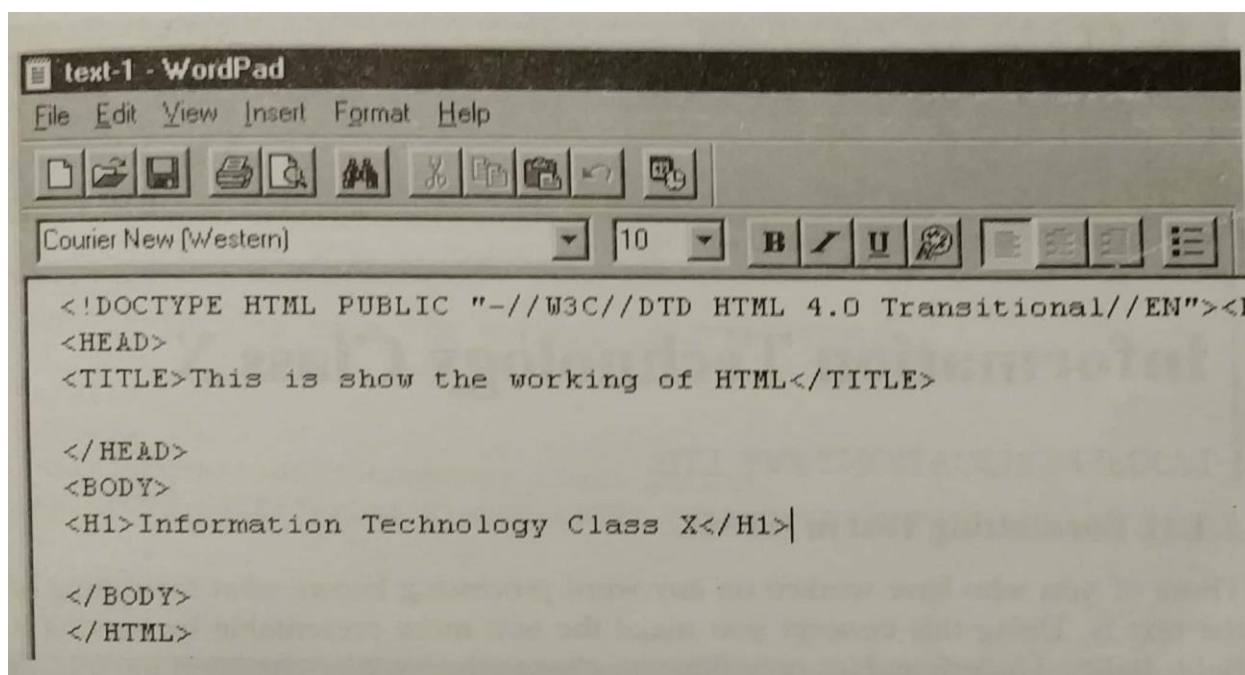 text-1 - WordPad
File Edit View Insert Format Help
Courier New (Western) 10 B I U
<!DOCTYPE HTML PUBLIC "-//W3C//DTD HTML 4.0 Transitional//EN"><
<HEAD>
<TITLE>This is show the working of HTML</TITLE>
</HEAD>
<BODY>
<H1>Information Technology Class X</H1>
</BODY>
</HTML>